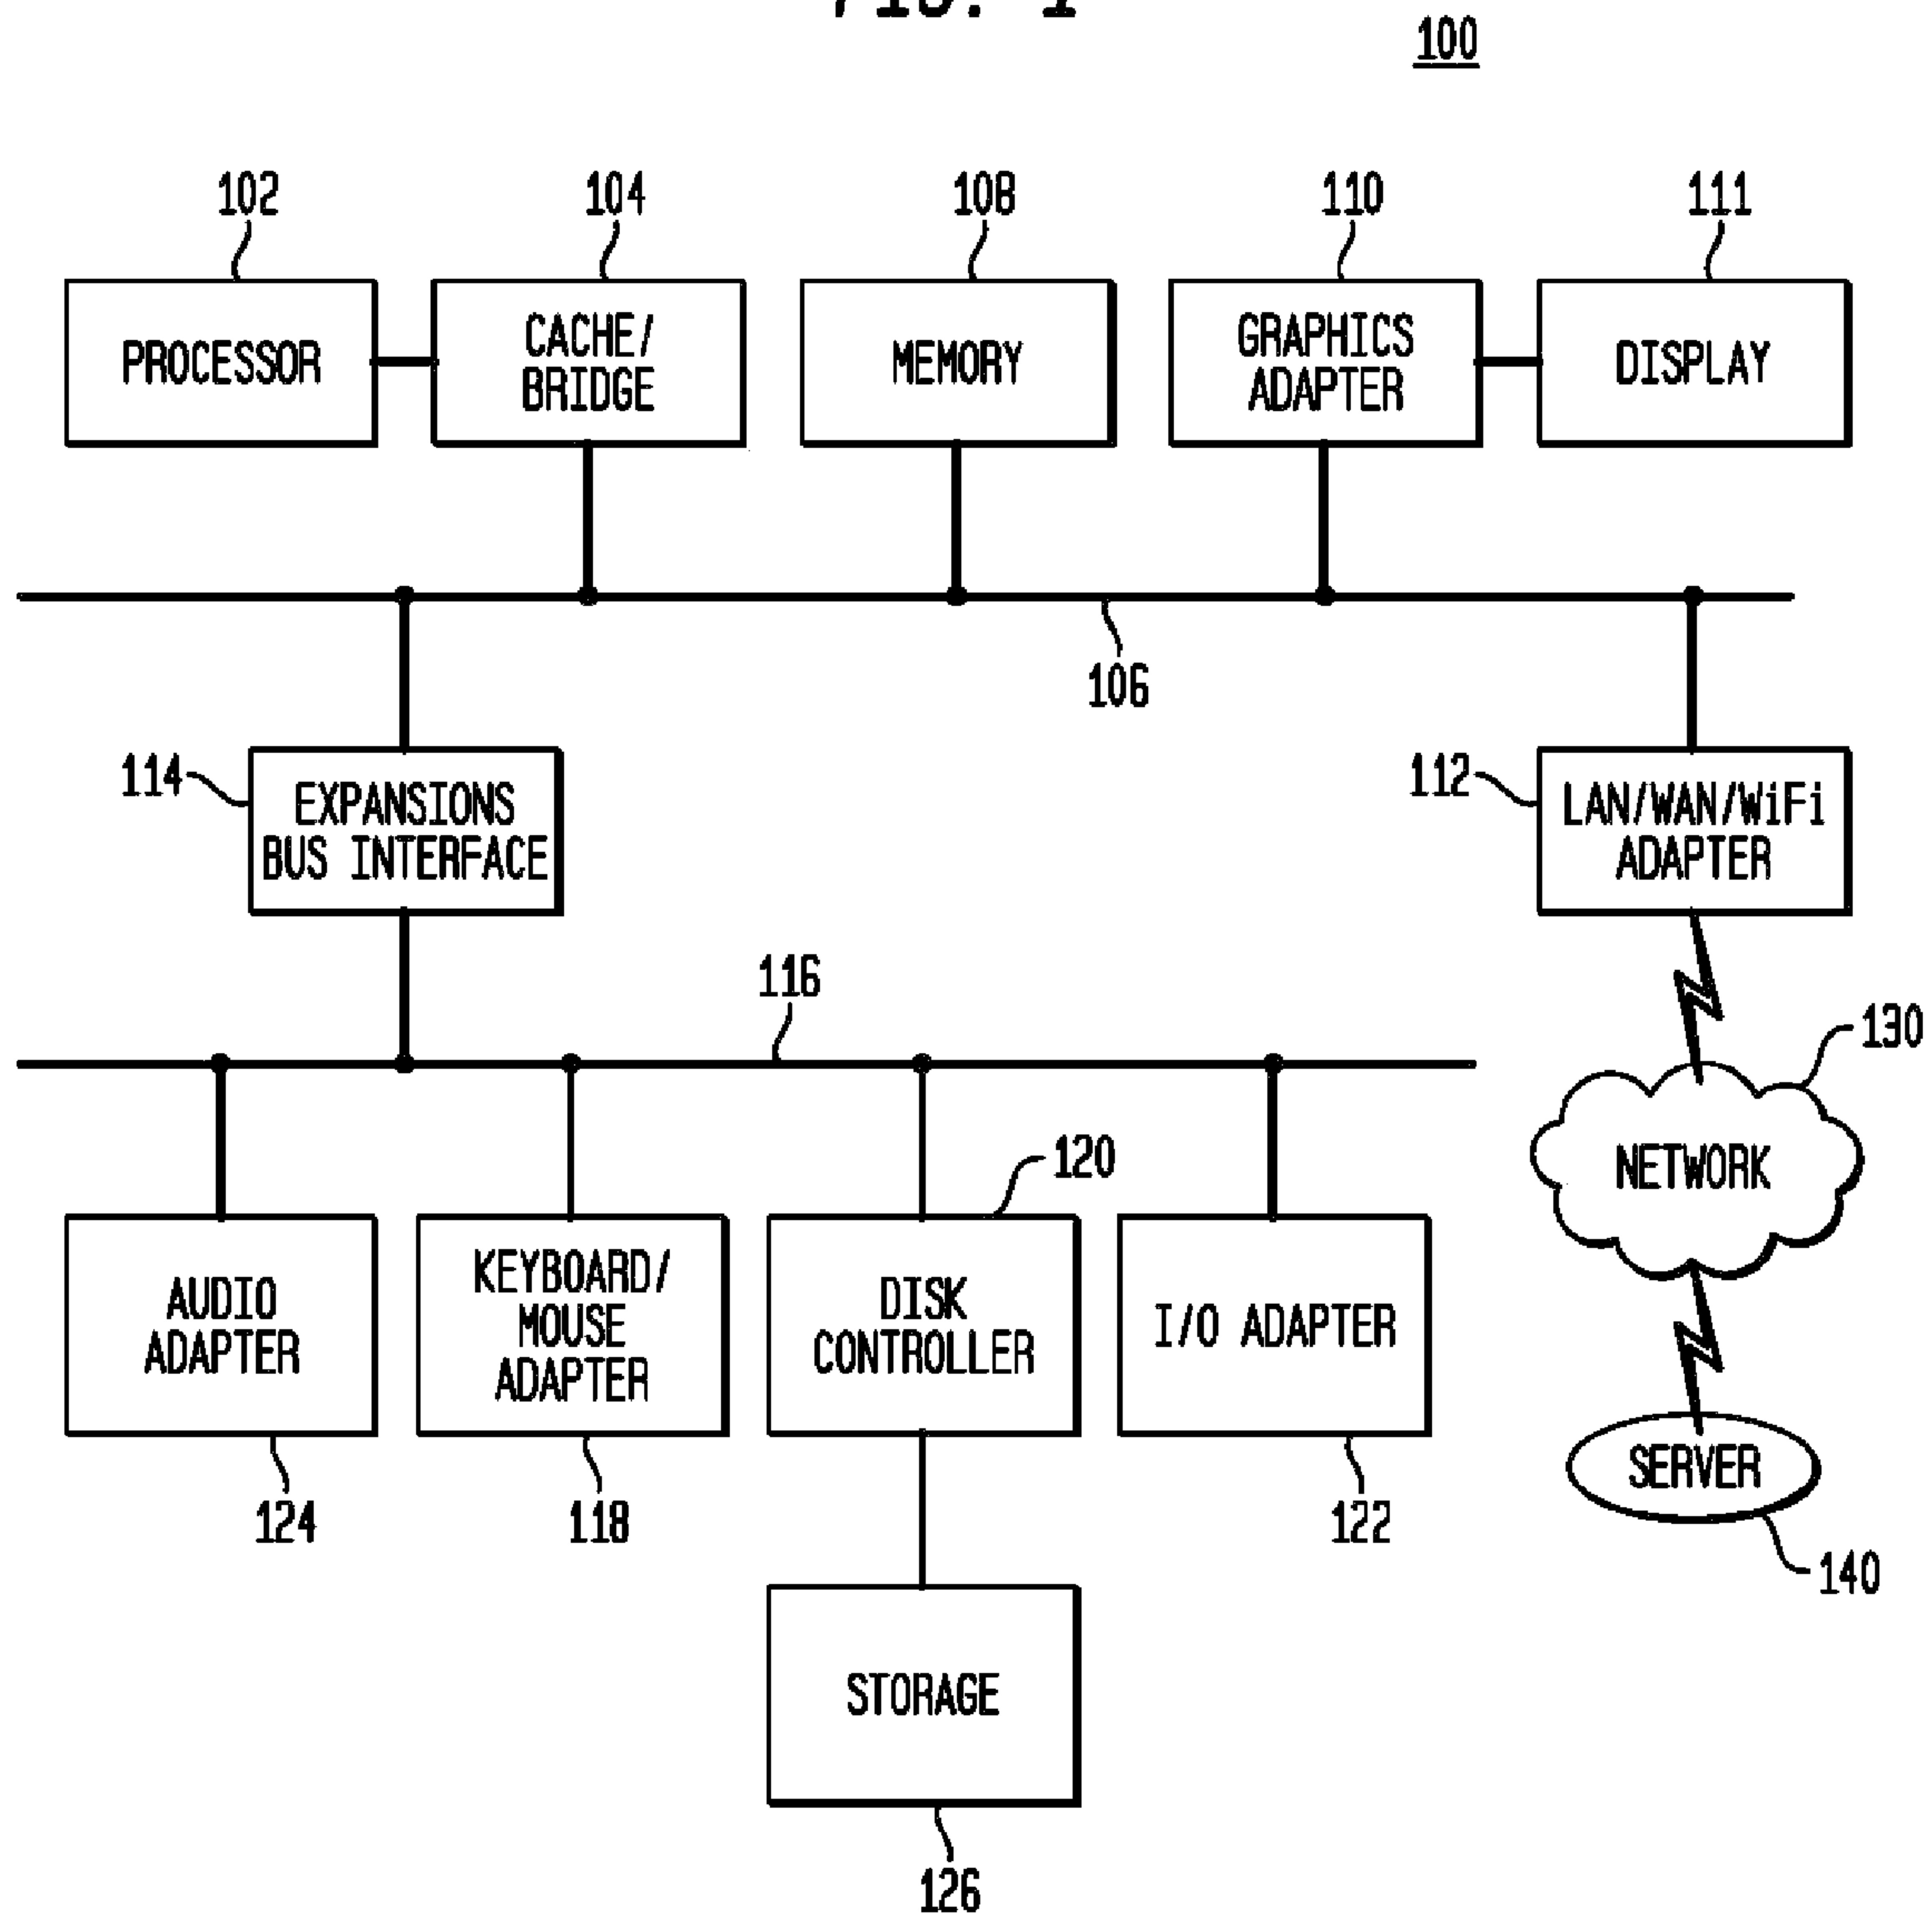 FIG. 1
100
102
104
108
110
111
PROCESSOR
CACHE/
BRIDGE
MEMORY
GRAPHICS
ADAPTER
DISPLAY
106
114
EXPANSIONS
BUS INTERFACE
112
LAN/WAN/WiFi
ADAPTER
116
130
NETWORK
120
AUDIO
ADAPTER
KEYBOARD/
MOUSE
ADAPTER
DISK
CONTROLLER
I/O ADAPTER
SERVER
124
118
122
140
STORAGE
126